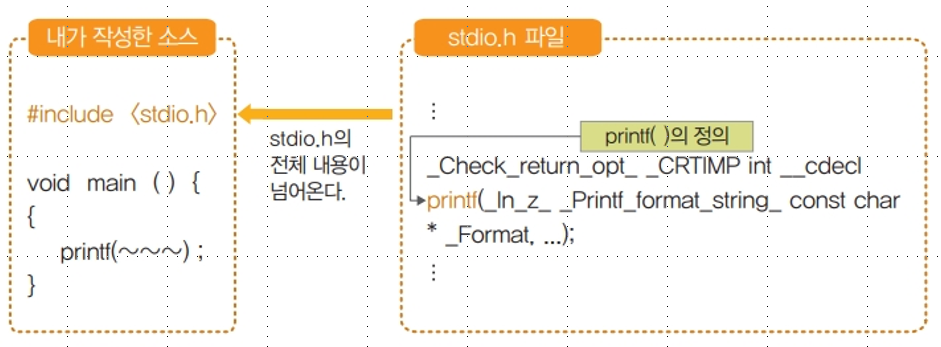 내가 작성한 소스
#include 〈stdio.h〉
void main ( ) {
{
printf(~~~) ;
}
stdio.h의
전체 내용이
넘어온다.
stdio.h 파일
⋮
printf( )의 정의
_Check_return_opt_ _CRTIMP int __cdecl
printf(_In_z_ _Printf_format_string_ const char
* _Format, ...);
⋮